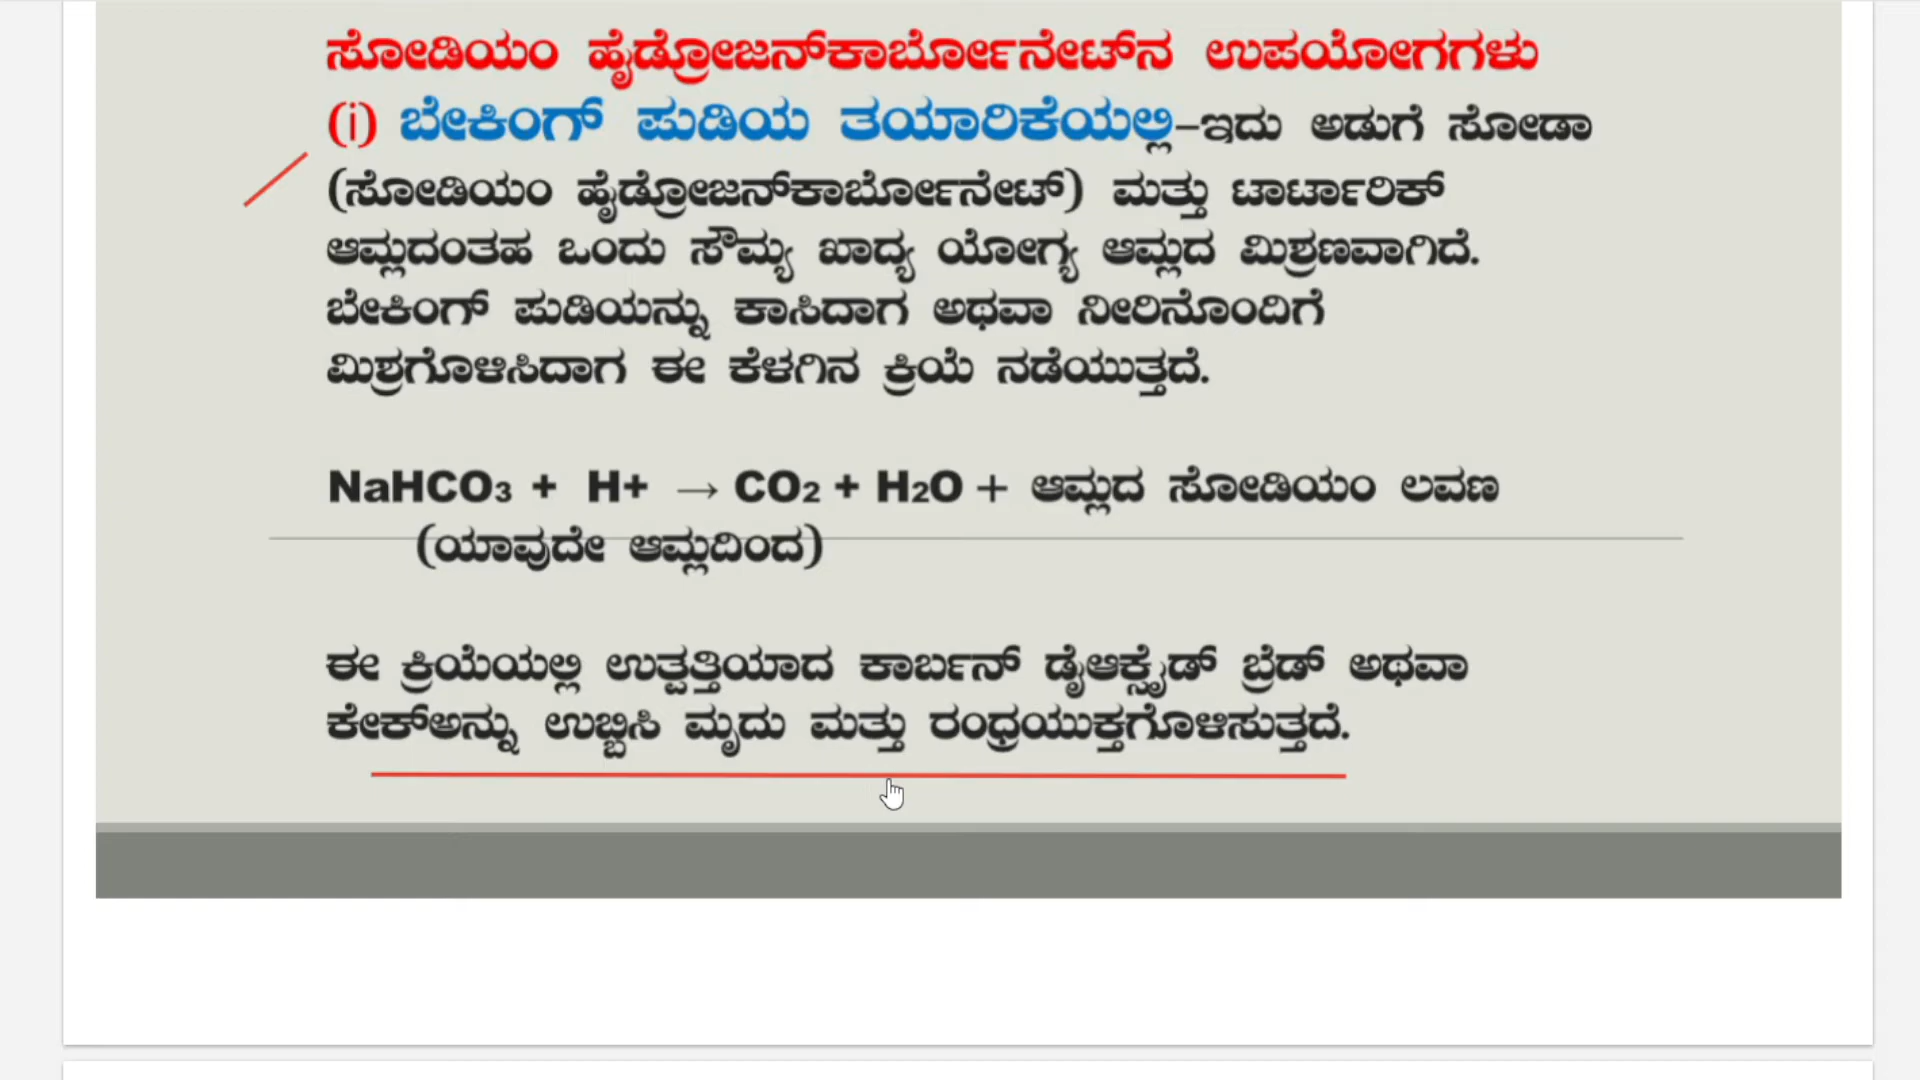 ಸೋಡಿಯಂ ಹೈಡ್ರೋಜನ್‌ಕಾರ್ಬೋನೇಟ್‌ನ ಉಪಯೋಗಗಳು
(i) ಬೇಕಿಂಗ್ ಪುಡಿಯ ತಯಾರಿಕೆಯಲ್ಲಿ–ಇದು ಅಡುಗೆ ಸೋಡಾ
(ಸೋಡಿಯಂ ಹೈಡ್ರೋಜನ್‌ಕಾರ್ಬೋನೇಟ್) ಮತ್ತು ಟಾರ್ಟಾರಿಕ್
ಆಮ್ಲದಂತಹ ಒಂದು ಸೌಮ್ಯ ಖಾದ್ಯ ಯೋಗ್ಯ ಆಮ್ಲದ ಮಿಶ್ರಣವಾಗಿದೆ.
ಬೇಕಿಂಗ್ ಪುಡಿಯನ್ನು ಕಾಸಿದಾಗ ಅಥವಾ ನೀರಿನೊಂದಿಗೆ
ಮಿಶ್ರಗೊಳಿಸಿದಾಗ ಈ ಕೆಳಗಿನ ಕ್ರಿಯೆ ನಡೆಯುತ್ತದೆ.
NaHCO3 + H+ → CO2 + H2O + ಆಮ್ಲದ ಸೋಡಿಯಂ ಲವಣ
(ಯಾವುದೇ ಆಮ್ಲದಿಂದ)
ಈ ಕ್ರಿಯೆಯಲ್ಲಿ ಉತ್ಪತ್ತಿಯಾದ ಕಾರ್ಬನ್ ಡೈಆಕ್ಸೈಡ್ ಬ್ರೆಡ್ ಅಥವಾ
ಕೇಕ್‌ಅನ್ನು ಉಬ್ಬಿಸಿ ಮೃದು ಮತ್ತು ರಂಧ್ರಯುಕ್ತಗೊಳಿಸುತ್ತದೆ.